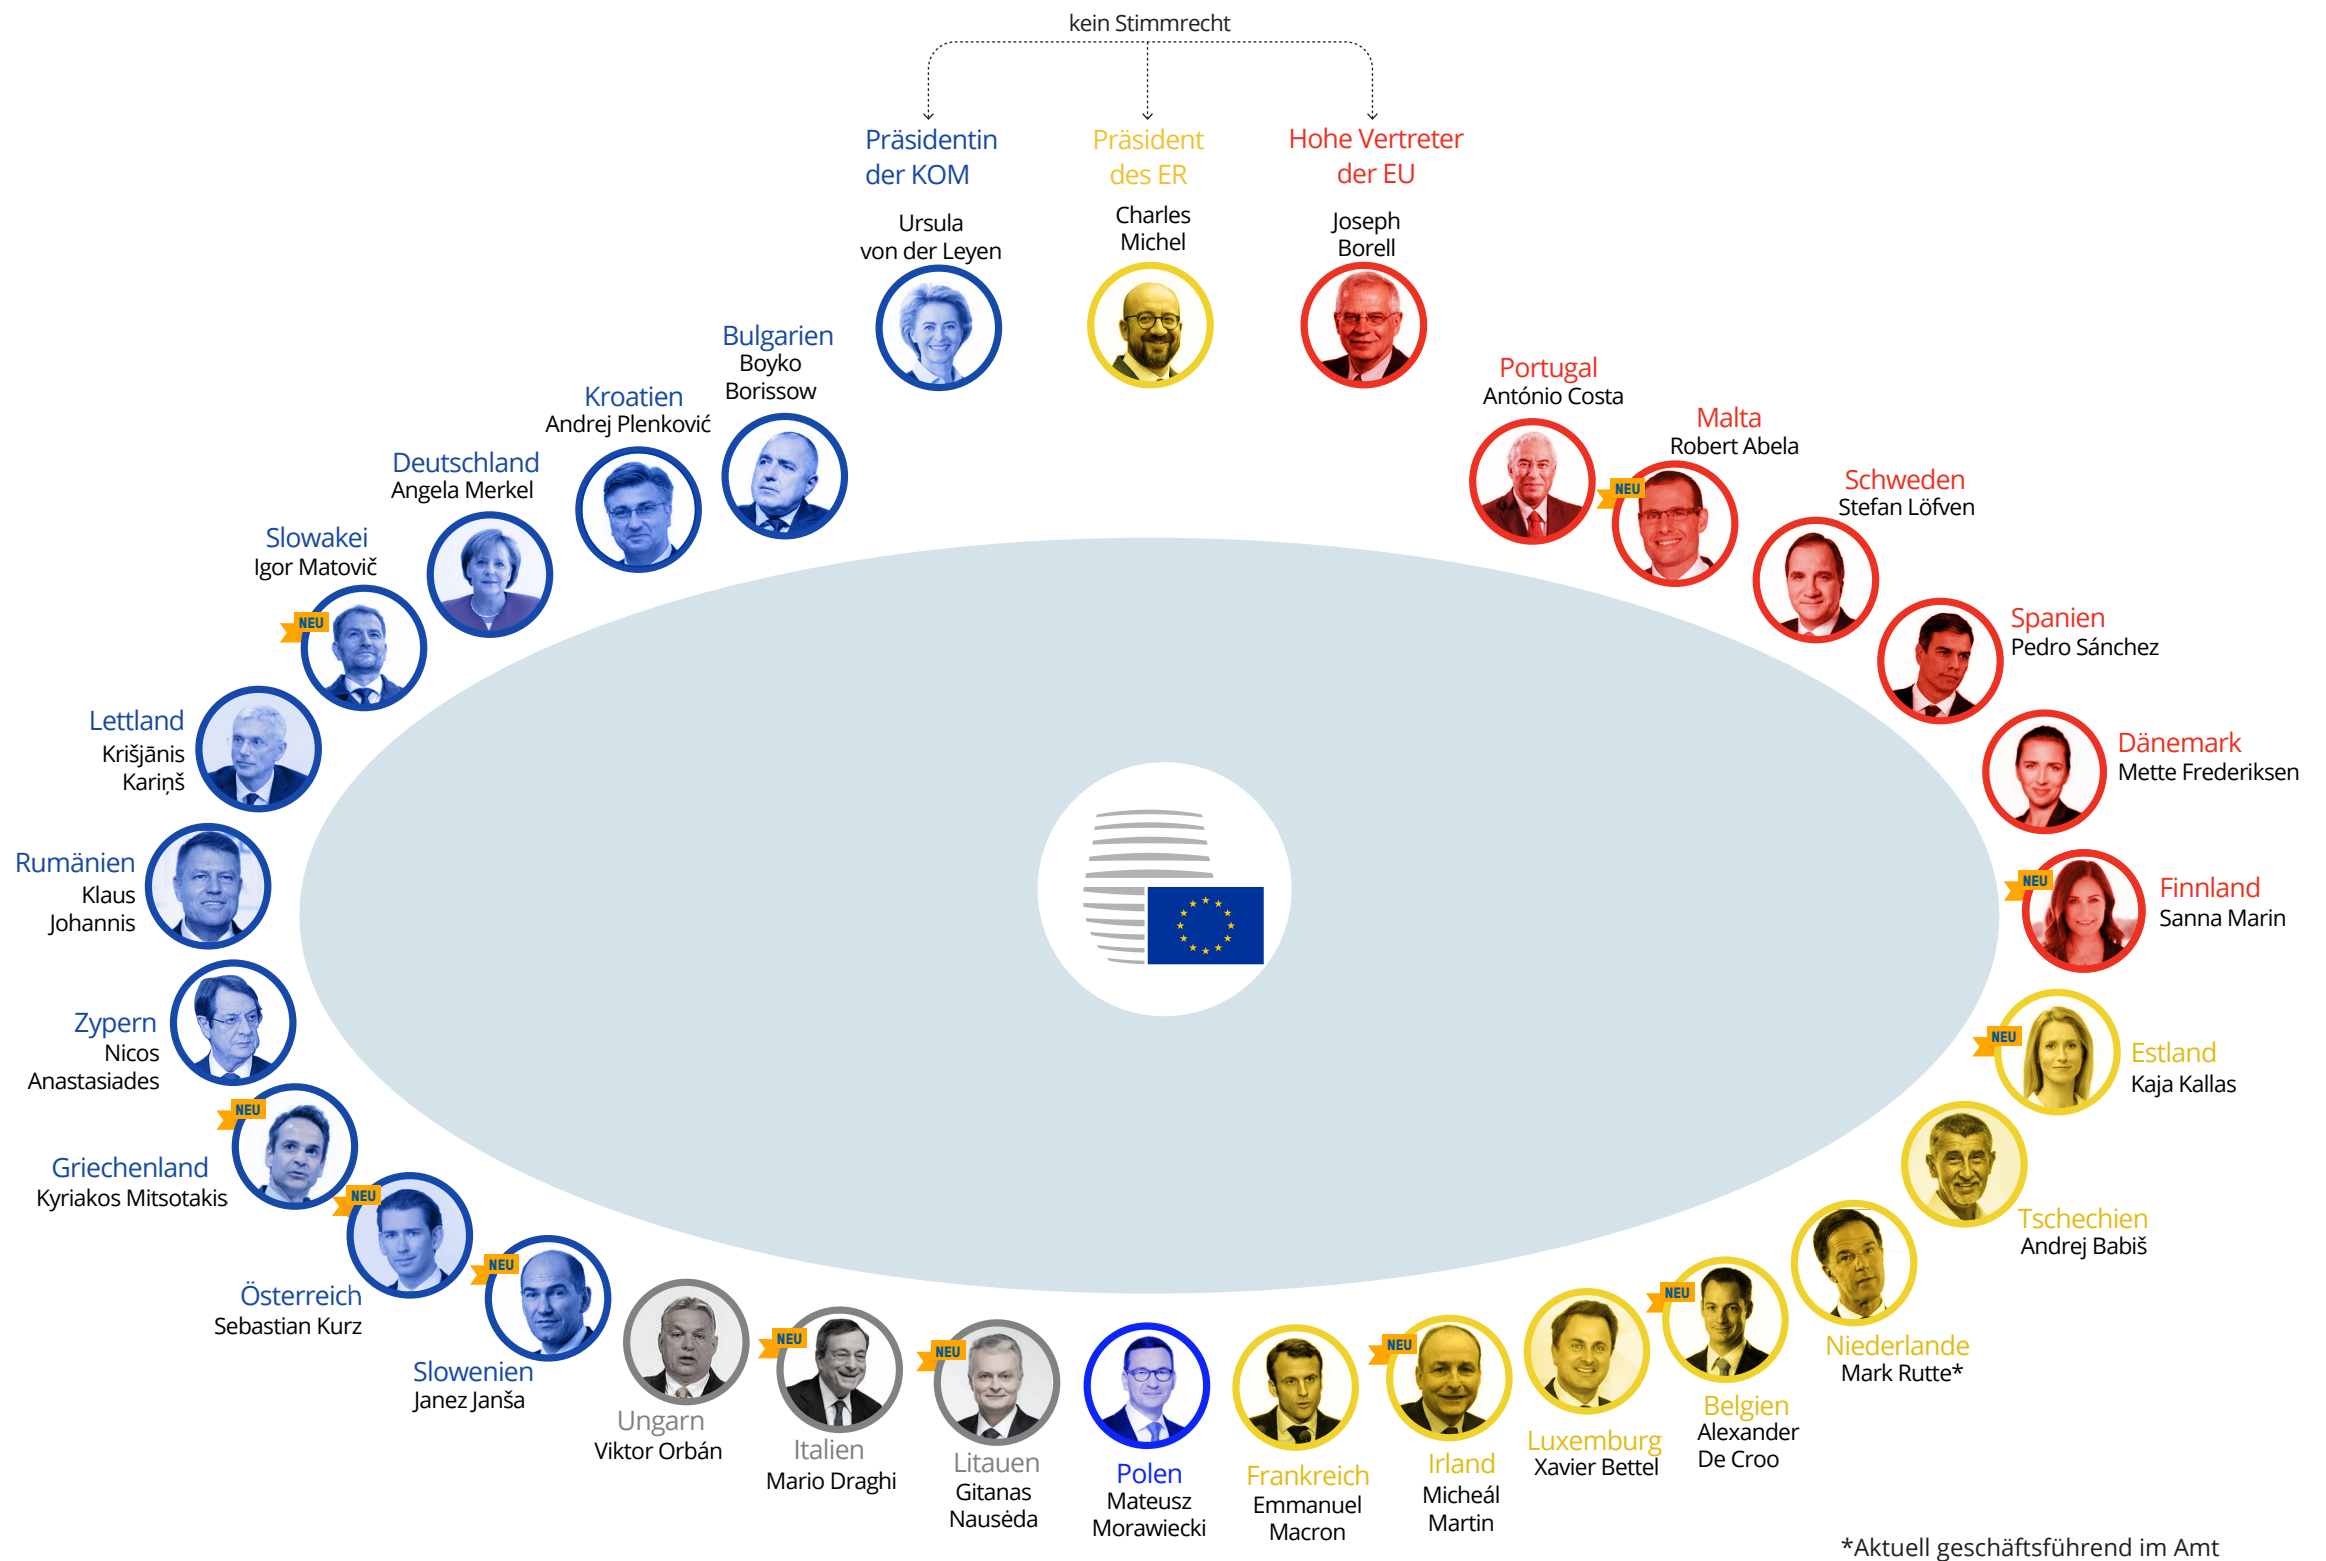 kein Stimmrecht
Präsidentin
der KOM
Ursula
von der Leyen
Präsident
des ER
Charles
Michel
Hohe Vertreter
der EU
Joseph
Borell
Bulgarien
Boyko
Borissow
Kroatien
Andrej Plenković
Deutschland
Angela Merkel
Slowakei
Igor Matovič
NEU
Lettland
Krišjānis
Kariņš
Rumänien
Klaus
Johannis
Zypern
Nicos
Anastasiades
NEU
Griechenland
Kyriakos Mitsotakis
NEU
Österreich
Sebastian Kurz
NEU
Slowenien
Janez Janša
Ungarn
Viktor Orbán
NEU
Italien
Mario Draghi
NEU
Litauen
Gitanas
Nausėda
Polen
Mateusz
Morawiecki
Frankreich
Emmanuel
Macron
NEU
Irland
Micheál
Martin
Luxemburg
Xavier Bettel
NEU
Belgien
Alexander
De Croo
Niederlande
Mark Rutte*
Tschechien
Andrej Babiš
NEU
Estland
Kaja Kallas
NEU
Finnland
Sanna Marin
Dänemark
Mette Frederiksen
Spanien
Pedro Sánchez
Schweden
Stefan Löfven
Malta
Robert Abela
NEU
Portugal
António Costa
*Aktuell geschäftsführend im Amt